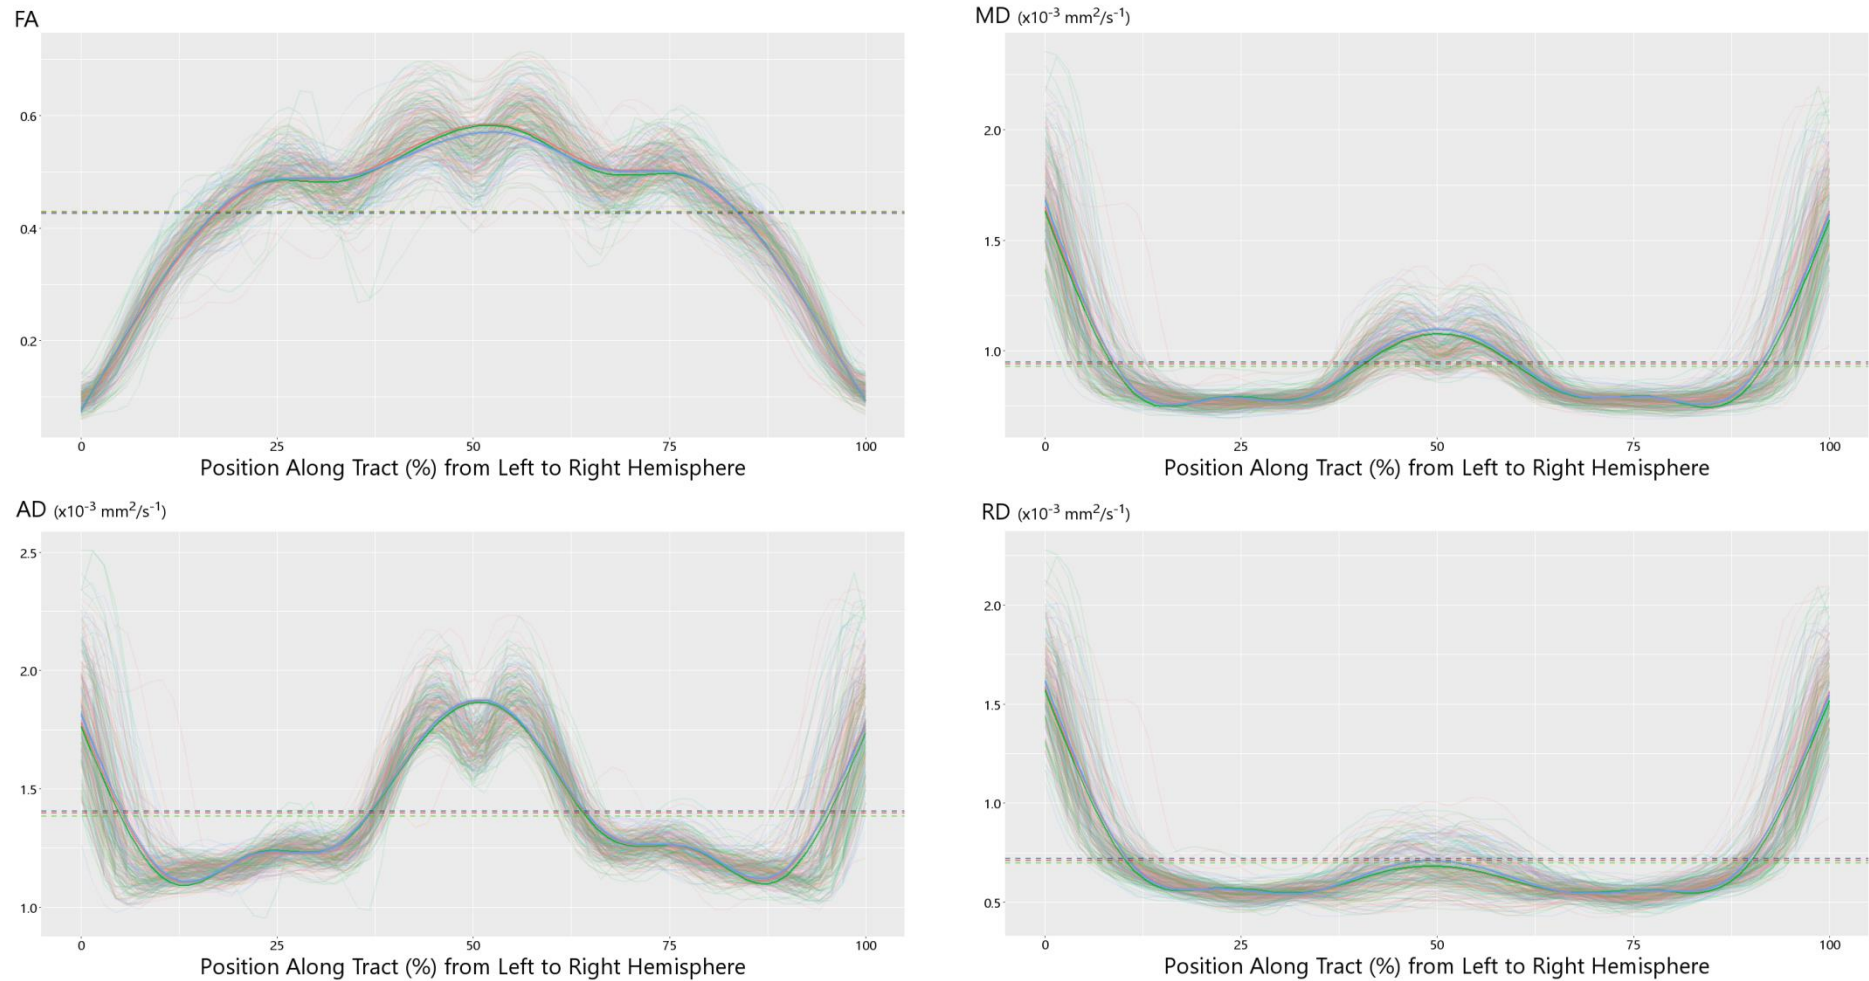 FA
0.6
0.4
0.2
0 25 50 75 100
Position Along Tract (%) from Left to Right Hemisphere
MD (x10⁻³ mm²/s⁻¹)
2.0
1.5
1.0
0 25 50 75 100
Position Along Tract (%) from Left to Right Hemisphere
AD (x10⁻³ mm²/s⁻¹)
2.5
2.0
1.5
1.0
0 25 50 75 100
Position Along Tract (%) from Left to Right Hemisphere
RD (x10⁻³ mm²/s⁻¹)
2.0
1.5
1.0
0.5
0 25 50 75 100
Position Along Tract (%) from Left to Right Hemisphere